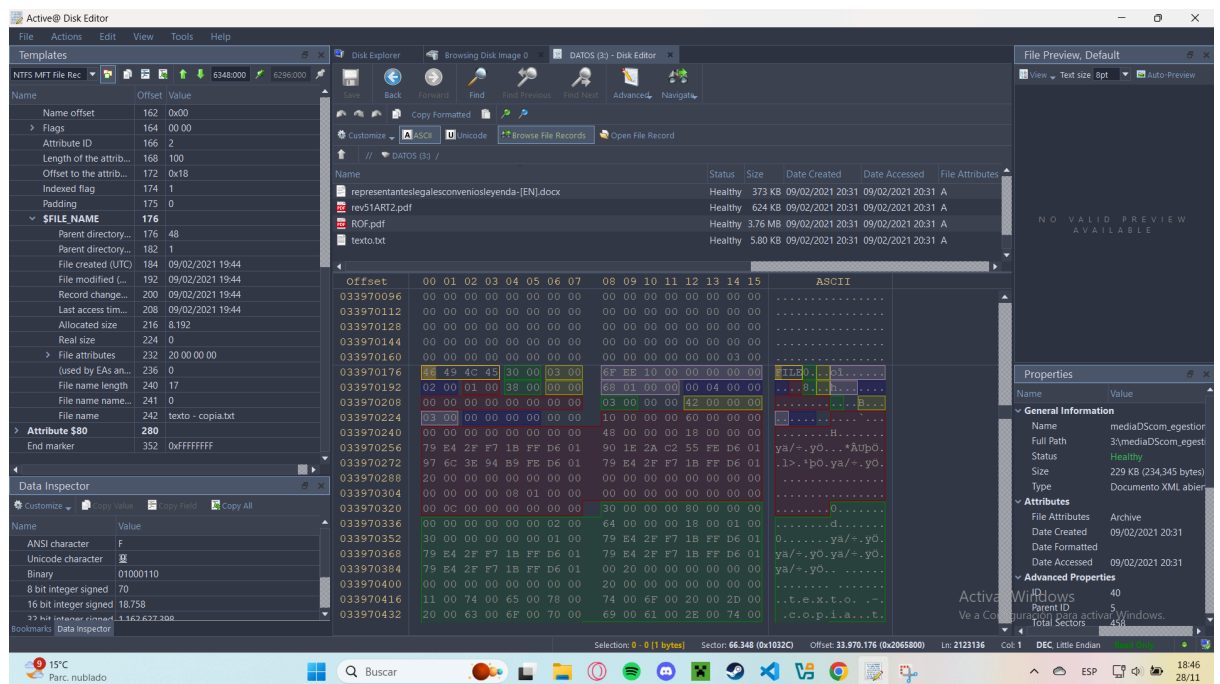 Active@ Disk Editor
File Actions Edit View Tools Help
Templates
NTFS MFT File Rec 6348:000 6296:000
Name Offset Value
Name offset 162 0x00
Flags 164 00 00
Attribute ID 166 2
Length of the attrib... 168 100
Offset to the attrib... 172 0x18
Indexed flag 174 1
Padding 175 0
$FILE_NAME 176
Parent directory... 176 48
Parent directory... 182 1
File created (UTC) 184 09/02/2021 19:44
File modified (... 192 09/02/2021 19:44
Record change... 200 09/02/2021 19:44
Last access tim... 208 09/02/2021 19:44
Allocated size 216 8.192
Real size 224 0
File attributes 232 20 00 00 00
(used by EAs an... 236 0
File name length 240 17
File name name... 241 0
File name 242 texto - copia.txt
Attribute $80 280
End marker 352 0xFFFFFFFF
Data Inspector
Customize Copy Value Copy Field Copy All
Name Value
ANSI character F
Unicode character
Binary 01000110
8 bit integer signed 70
16 bit integer signed 18.758
32 bit integer signed 1.162.627.398
Bookmarks Data Inspector
Disk Explorer Browsing Disk Image 0 DATOS (3:) - Disk Editor
Save Back Forward Find Find Previous Find Next Advanced Navigate
Copy Formatted
Customize ASCII Unicode Browse File Records Open File Record
// DATOS (3:) /
Name Status Size Date Created Date Accessed File Attributes
representanteslegalesconveniosleyenda-[EN].docx Healthy 373 KB 09/02/2021 20:31 09/02/2021 20:31 A
rev51ART2.pdf Healthy 624 KB 09/02/2021 20:31 09/02/2021 20:31 A
ROF.pdf Healthy 3.76 MB 09/02/2021 20:31 09/02/2021 20:31 A
texto.txt Healthy 5.80 KB 09/02/2021 20:31 09/02/2021 20:31 A
Offset 00 01 02 03 04 05 06 07 08 09 10 11 12 13 14 15 ASCII
033970096 00 00 00 00 00 00 00 00 00 00 00 00 00 00 00 00 ................
033970112 00 00 00 00 00 00 00 00 00 00 00 00 00 00 00 00 ................
033970128 00 00 00 00 00 00 00 00 00 00 00 00 00 00 00 00 ................
033970144 00 00 00 00 00 00 00 00 00 00 00 00 00 00 00 00 ................
033970160 00 00 00 00 00 00 00 00 00 00 00 00 00 00 03 00 ................
033970176 46 49 4C 45 30 00 03 00 6F EE 10 00 00 00 00 00 FILE0...oî......
033970192 02 00 01 00 38 00 00 00 68 01 00 00 00 04 00 00 ....8...h.......
033970208 00 00 00 00 00 00 00 00 03 00 00 00 42 00 00 00 ............B...
033970224 03 00 00 00 00 00 00 00 10 00 00 00 60 00 00 00
033970240 00 00 00 00 00 00 00 00 48 00 00 00 18 00 00 00 ........H.......
033970256 79 E4 2F F7 1B FF D6 01 90 1E 2A C2 55 FE D6 01 yä/÷.ÿÖ...*ÂUþÖ.
033970272 97 6C 3E 94 B9 FE D6 01 79 E4 2F F7 1B FF D6 01 .l>.¹þÖ.yä/÷.ÿÖ.
033970288 20 00 00 00 00 00 00 00 00 00 00 00 00 00 00 00 ...............
033970304 00 00 00 00 08 01 00 00 00 00 00 00 00 00 00 00 ................
033970320 00 0C 00 00 00 00 00 00 30 00 00 00 80 00 00 00 ........0.......
033970336 00 00 00 00 00 00 02 00 64 00 00 00 18 00 01 00 ........d.......
033970352 30 00 00 00 00 00 01 00 79 E4 2F F7 1B FF D6 01 0.......yä/÷.ÿÖ.
033970368 79 E4 2F F7 1B FF D6 01 79 E4 2F F7 1B FF D6 01 yä/÷.ÿÖ.yä/÷.ÿÖ.
033970384 79 E4 2F F7 1B FF D6 01 00 20 00 00 00 00 00 00 yä/÷.ÿÖ.. ......
033970400 00 00 00 00 00 00 00 00 20 00 00 00 00 00 00 00 ........ .......
033970416 11 00 74 00 65 00 78 00 74 00 6F 00 20 00 2D 00 ..t.e.x.t.o. .-.
033970432 20 00 63 00 6F 00 70 00 69 00 61 00 2E 00 74 00 .c.o.p.i.a...t.
Selection: 0 - 0 [1 bytes] Sector: 66.348 (0x1032C) Offset: 33.970.176 (0x2065800) Ln: 2123136 Col: 1 DEC, Little Endian Read Only
File Preview, Default
View Text size 8pt Auto-Preview
NO VALID PREVIEW
AVAILABLE
Properties
Name Value
General Information
Name mediaDScom_egestion
Full Path 3:\mediaDScom_egesti
Status Healthy
Size 229 KB (234,345 bytes)
Type Documento XML abier
Attributes
File Attributes Archive
Date Created 09/02/2021 20:31
Date Formatted
Date Accessed 09/02/2021 20:31
Advanced Properties
ID 40
Parent ID 5
Total Sectors 458
Activar Windows
Ve a Configuración para activar Windows.
9 15°C
Parc. nublado
Buscar
ESP
18:46
28/11